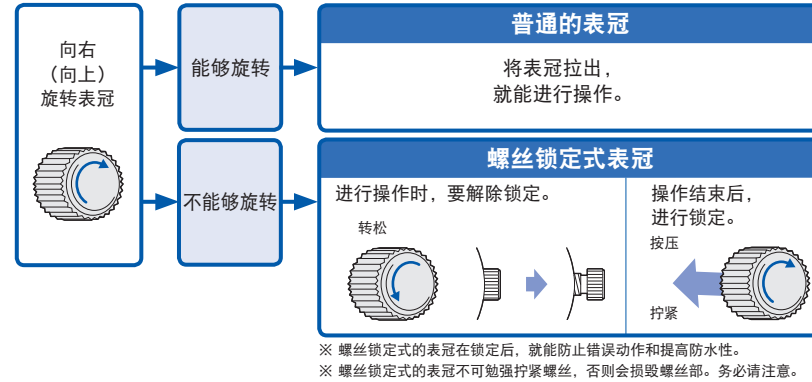 向右
（向上）
旋转表冠
能够旋转
普通的表冠
将表冠拉出，
就能进行操作。
不能够旋转
螺丝锁定式表冠
进行操作时，要解除锁定。
转松
操作结束后，
进行锁定。
按压
拧紧
※ 螺丝锁定式的表冠在锁定后，就能防止错误动作和提高防水性。
※ 螺丝锁定式的表冠不可勉强拧紧螺丝，否则会损毁螺丝部。务必请注意。